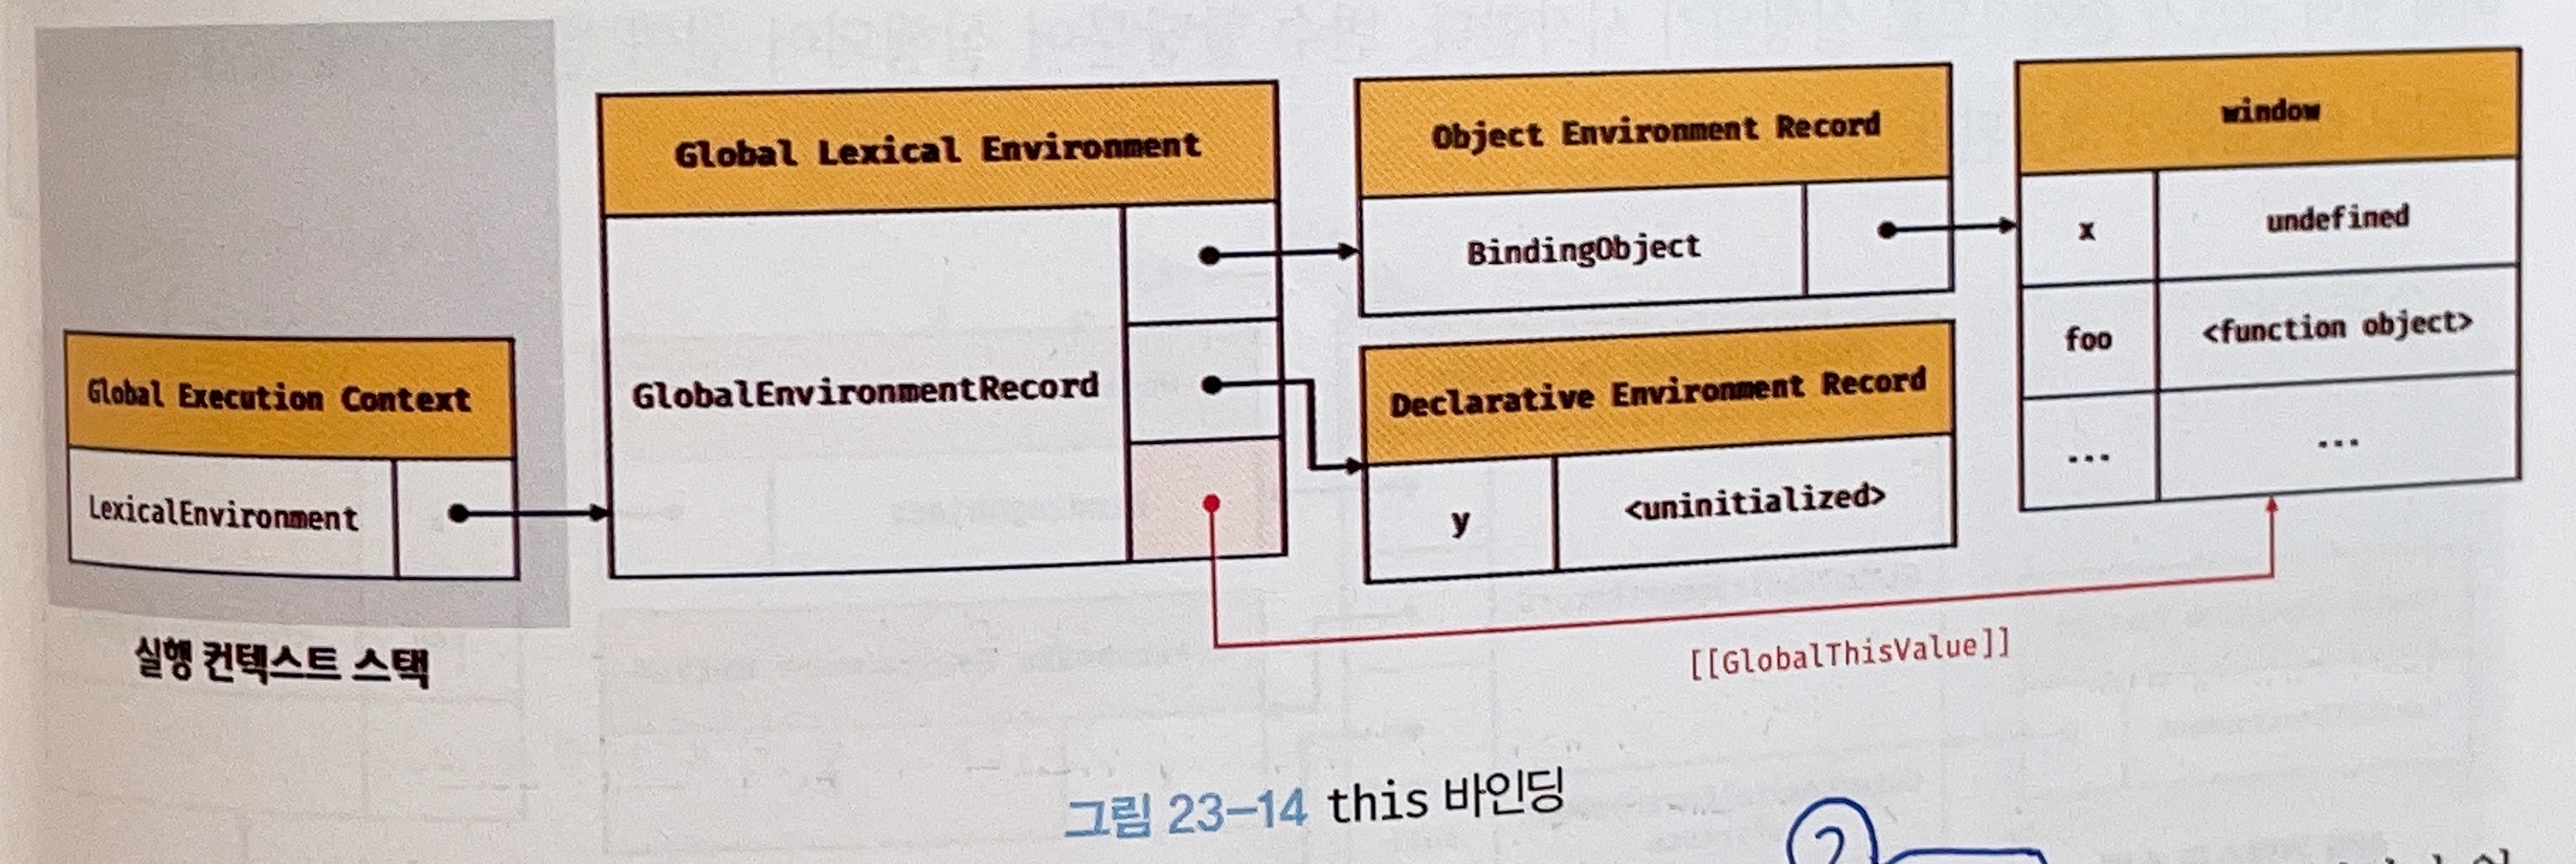 Global Execution Context
LexicalEnvironment
실행 컨텍스트 스택
Global Lexical Environment
GlobalEnvironmentRecord
Object Environment Record
BindingObject
Declarative Environment Record
y <uninitialized>
window
x undefined
foo <function object>
... ...
[[GlobalThisValue]]
그림 23-14 this 바인딩
2